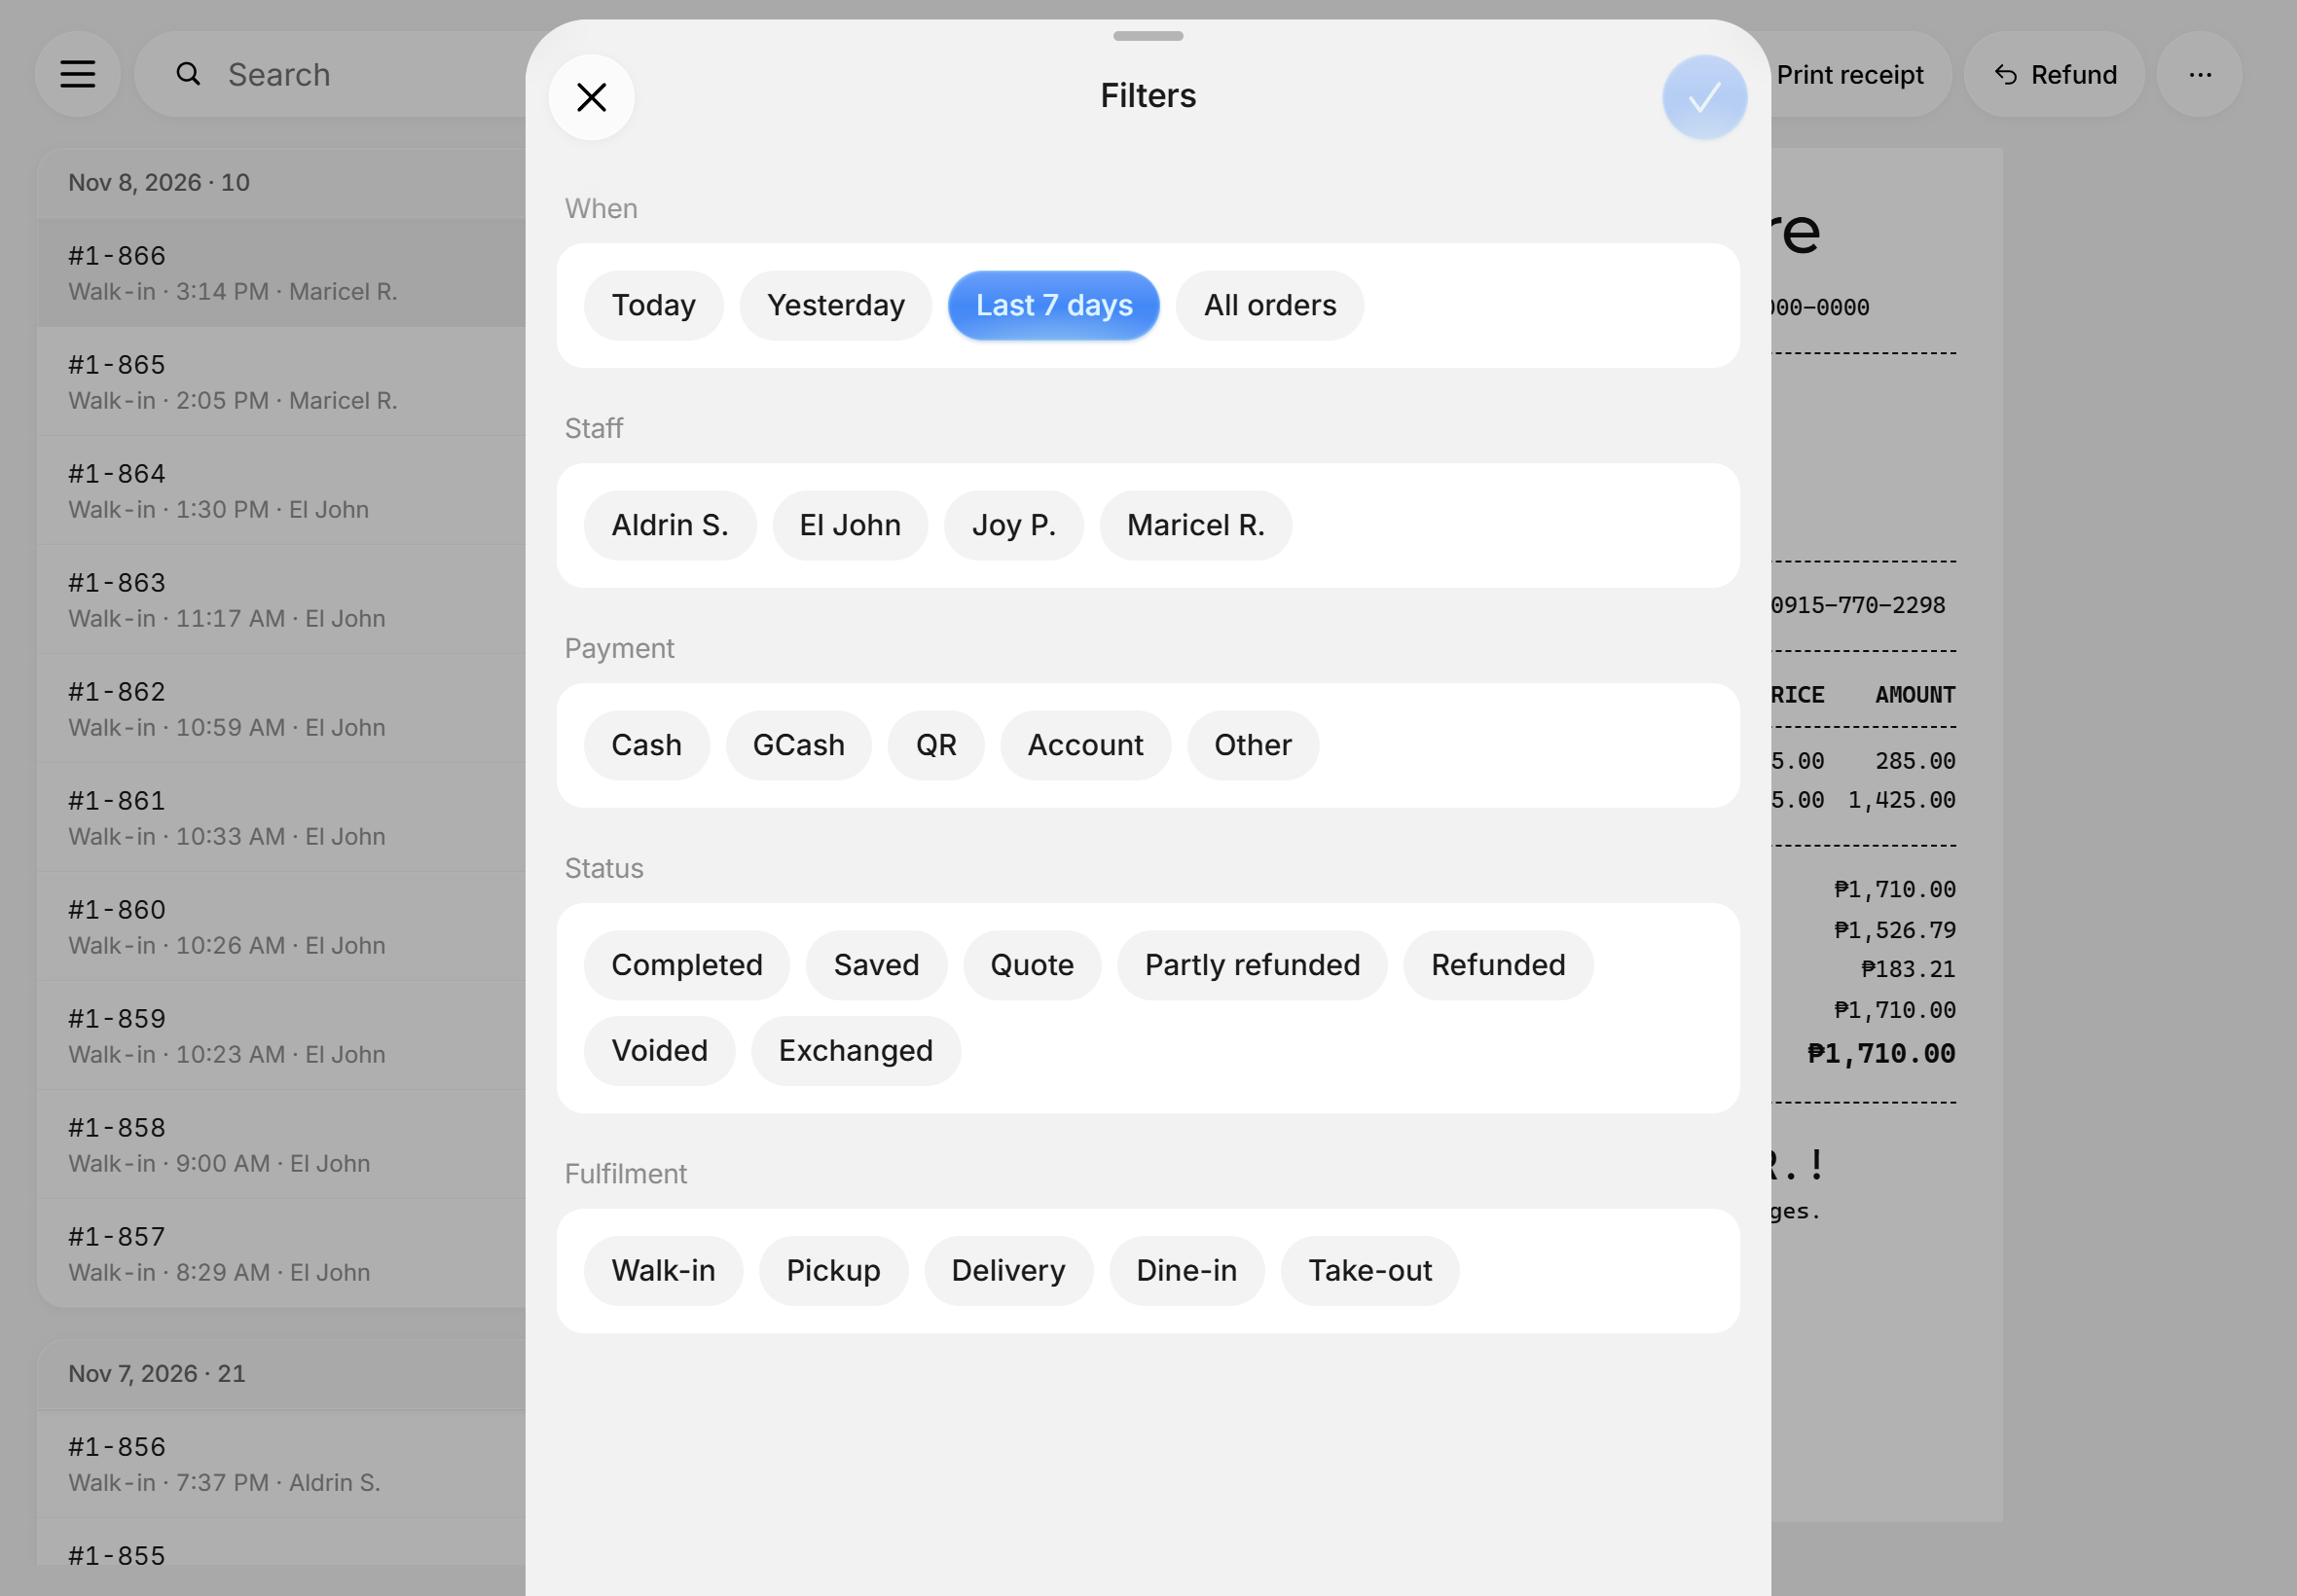 Search
Print receipt
Refund
Nov 8, 2026 · 10
#1-866
Walk-in · 3:14 PM · Maricel R.
#1-865
Walk-in · 2:05 PM · Maricel R.
#1-864
Walk-in · 1:30 PM · El John
#1-863
Walk-in · 11:17 AM · El John
#1-862
Walk-in · 10:59 AM · El John
#1-861
Walk-in · 10:33 AM · El John
#1-860
Walk-in · 10:26 AM · El John
#1-859
Walk-in · 10:23 AM · El John
#1-858
Walk-in · 9:00 AM · El John
#1-857
Walk-in · 8:29 AM · El John
Nov 7, 2026 · 21
#1-856
Walk-in · 7:37 PM · Aldrin S.
#1-855
Filters
When
Today Yesterday Last 7 days All orders
Staff
Aldrin S. El John Joy P. Maricel R.
Payment
Cash GCash QR Account Other
Status
Completed Saved Quote Partly refunded Refunded
Voided Exchanged
Fulfilment
Walk-in Pickup Delivery Dine-in Take-out
re
000-0000
0915-770-2298
RICE AMOUNT
5.00 285.00
5.00 1,425.00
₱1,710.00
₱1,526.79
₱183.21
₱1,710.00
₱1,710.00
R.!
ges.